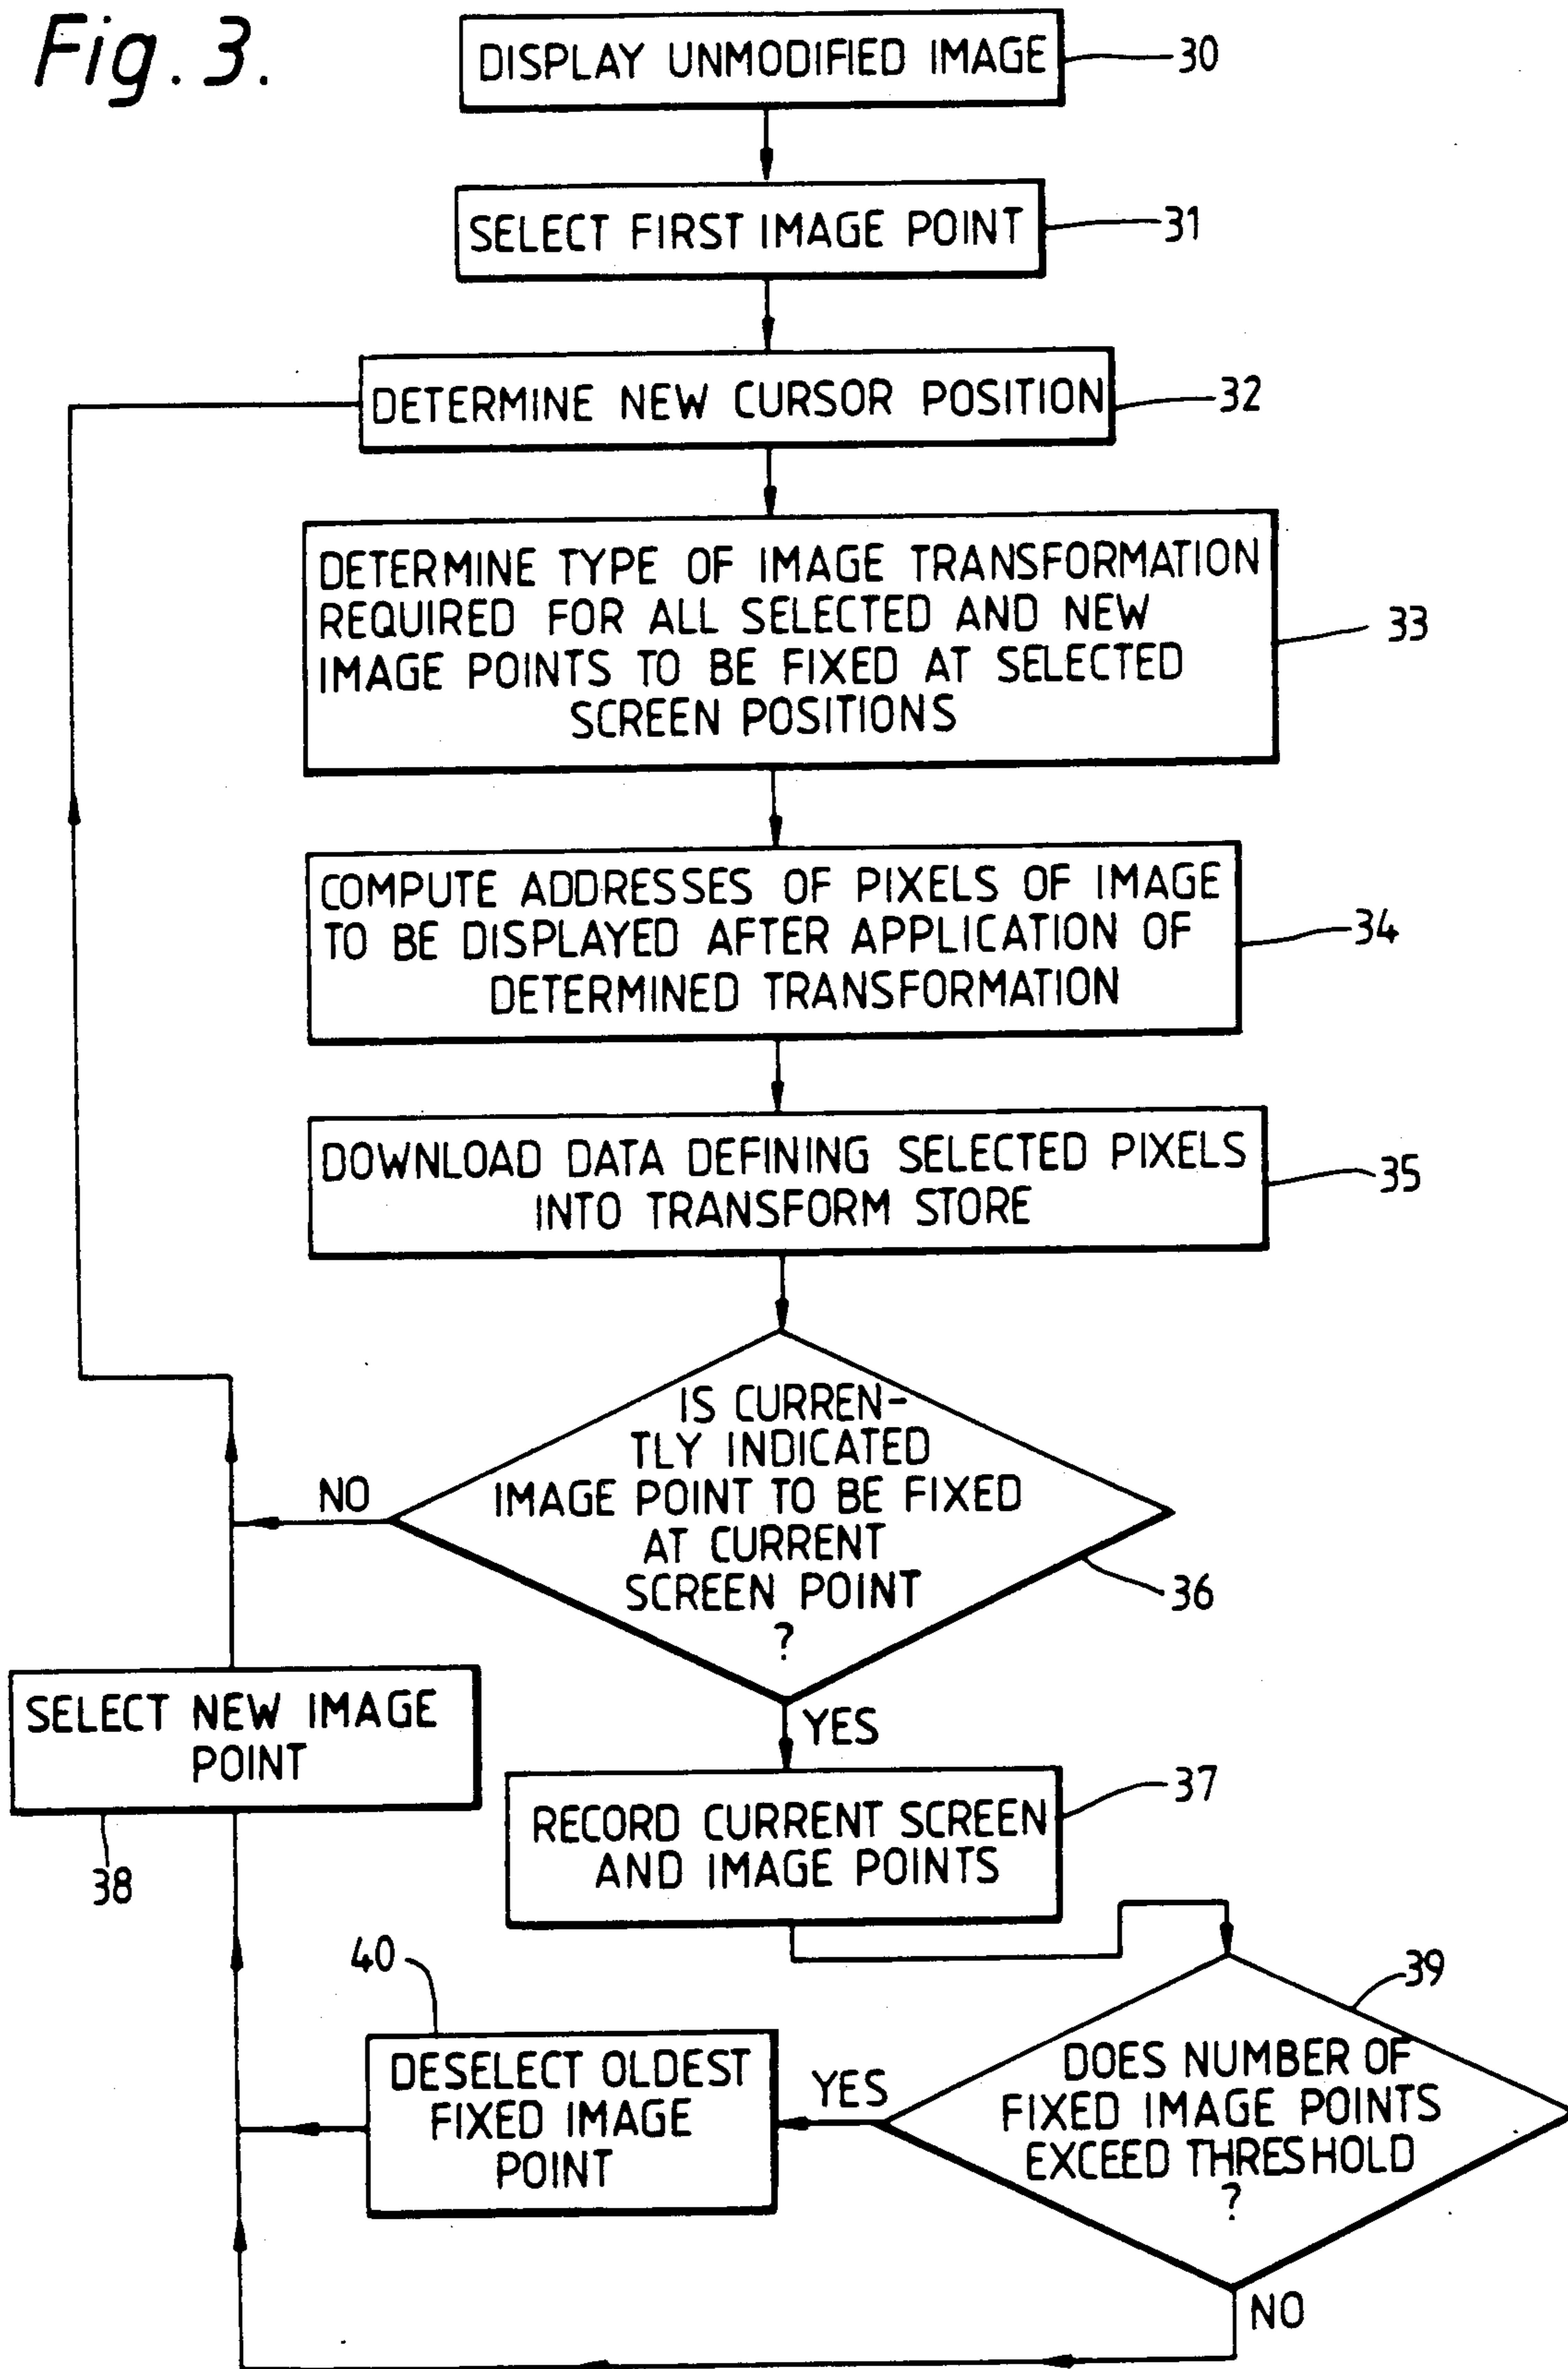 Fig. 3.
DISPLAY UNMODIFIED IMAGE
30
SELECT FIRST IMAGE POINT
31
DETERMINE NEW CURSOR POSITION
32
DETERMINE TYPE OF IMAGE TRANSFORMATION
REQUIRED FOR ALL SELECTED AND NEW
IMAGE POINTS TO BE FIXED AT SELECTED
SCREEN POSITIONS
33
COMPUTE ADDRESSES OF PIXELS OF IMAGE
TO BE DISPLAYED AFTER APPLICATION OF
DETERMINED TRANSFORMATION
34
DOWNLOAD DATA DEFINING SELECTED PIXELS
INTO TRANSFORM STORE
35
IS CURREN-
TLY INDICATED
IMAGE POINT TO BE FIXED
AT CURRENT
SCREEN POINT
?
NO
36
YES
SELECT NEW IMAGE
POINT
38
RECORD CURRENT SCREEN
AND IMAGE POINTS
37
40
DESELECT OLDEST
FIXED IMAGE
POINT
YES
39
DOES NUMBER OF
FIXED IMAGE POINTS
EXCEED THRESHOLD
?
NO